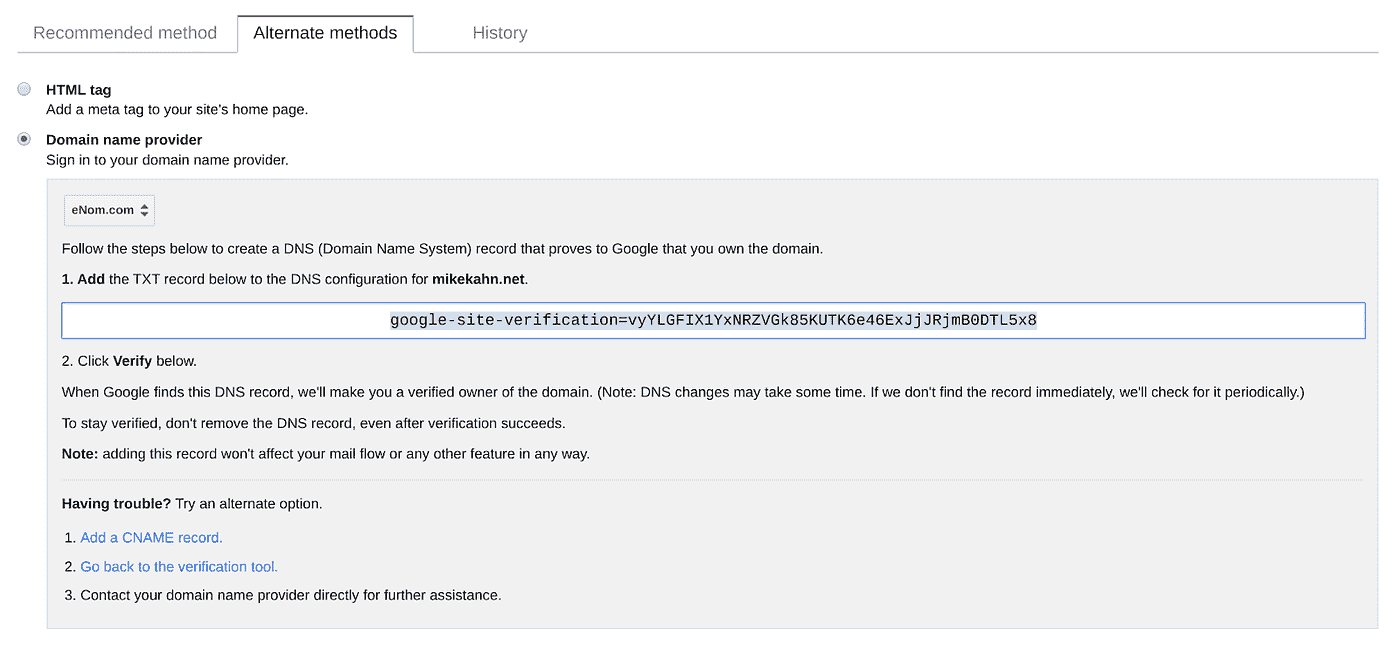 Recommended method
Alternate methods
History
HTML tag
Add a meta tag to your site's home page.
Domain name provider
Sign in to your domain name provider.
eNom.com
Follow the steps below to create a DNS (Domain Name System) record that proves to Google that you own the domain.
1. Add the TXT record below to the DNS configuration for mikekahn.net.
google-site-verification=vyYLGFIX1YxNRZVGk85KUTK6e46ExJjJRjmB0DTL5x8
2. Click Verify below.
When Google finds this DNS record, we'll make you a verified owner of the domain. (Note: DNS changes may take some time. If we don't find the record immediately, we'll check for it periodically.)
To stay verified, don't remove the DNS record, even after verification succeeds.
Note: adding this record won't affect your mail flow or any other feature in any way.
Having trouble? Try an alternate option.
1. Add a CNAME record.
2. Go back to the verification tool.
3. Contact your domain name provider directly for further assistance.